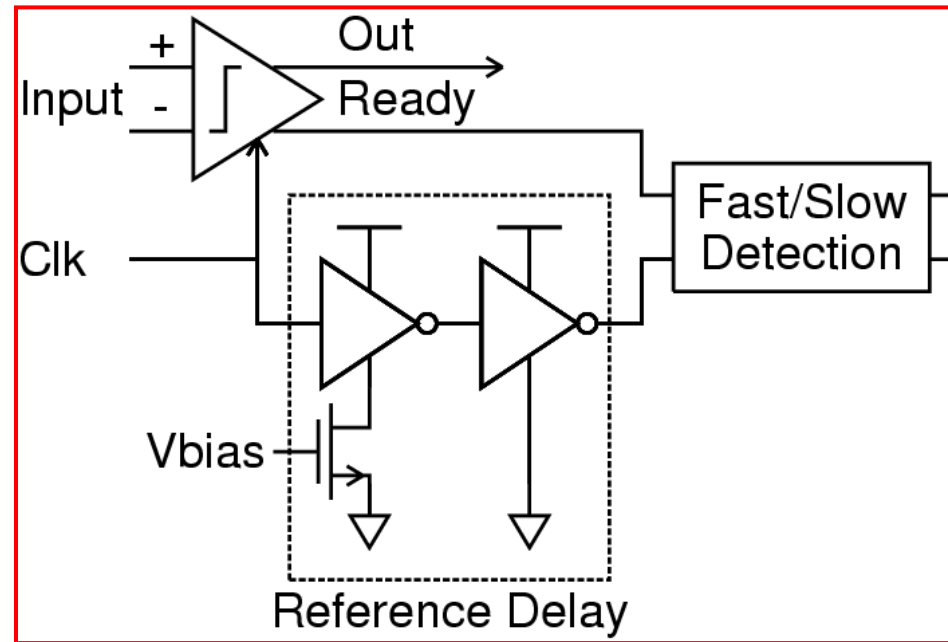 +
Out
Input
-
Ready
Clk
Fast/Slow
Detection
Vbias
Reference Delay